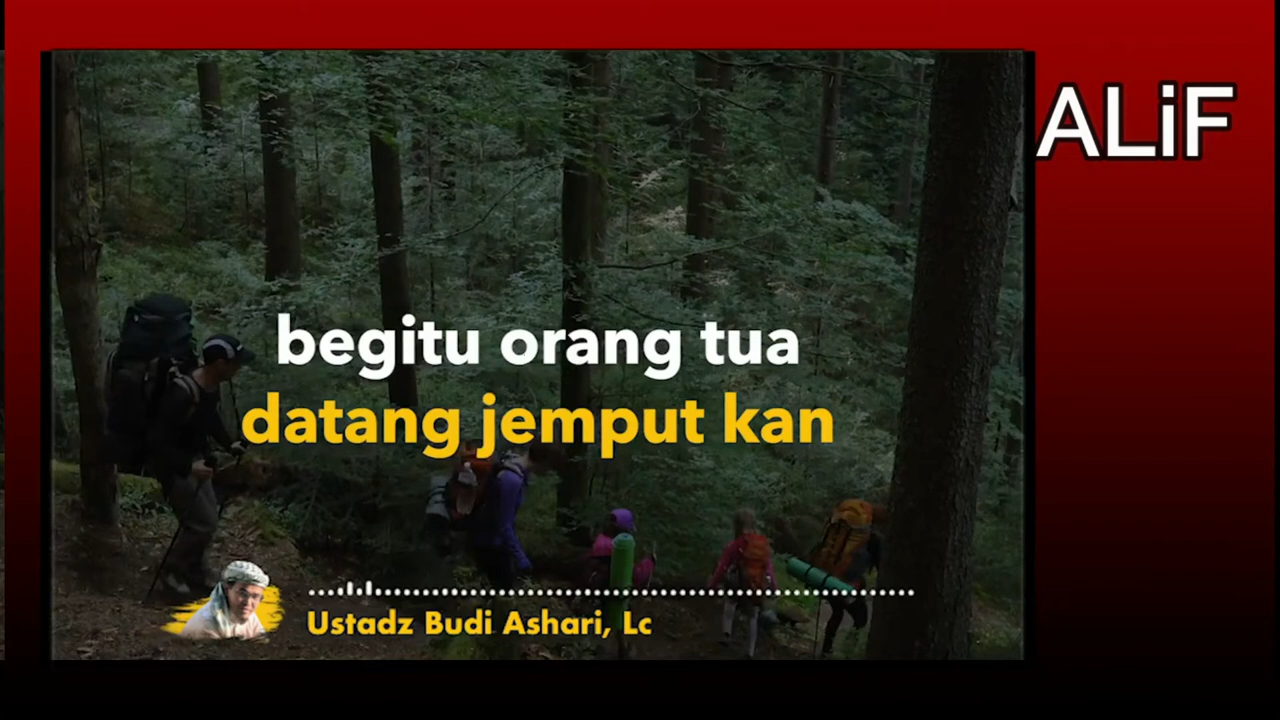 ALiF
begitu orang tua
datang jemput kan
Ustadz Budi Ashari, Lc